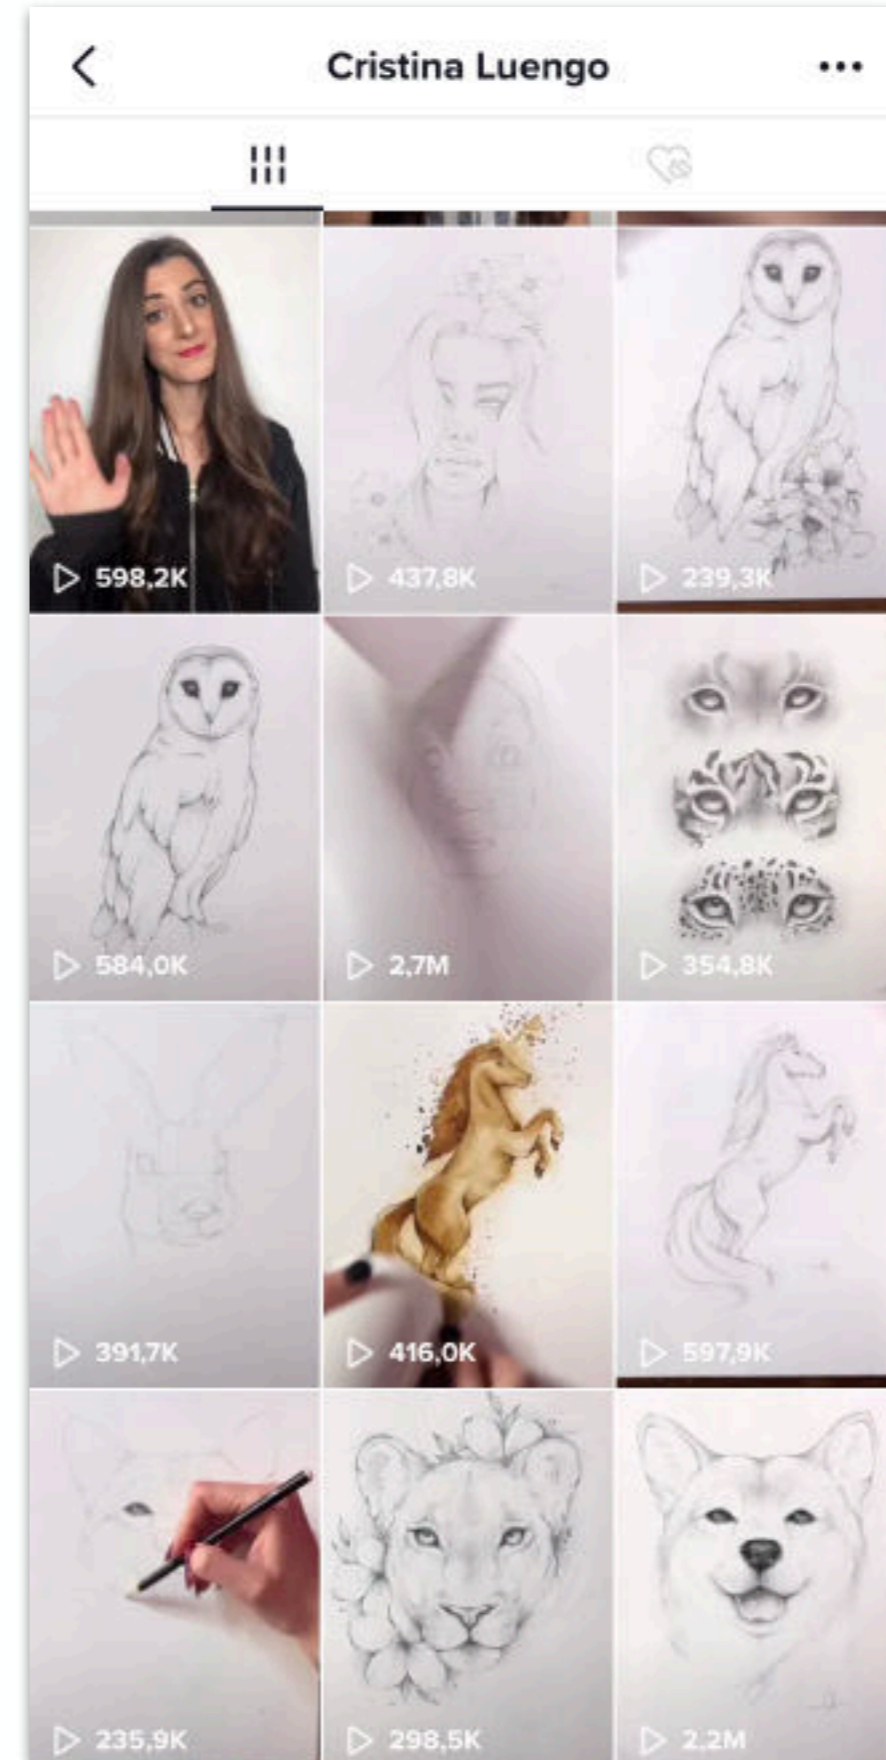 Cristina Luengo
598,2K
437,8K
239,3K
584,0K
2,7M
354,8K
391,7K
416,0K
597,9K
235,9K
298,5K
2,2M